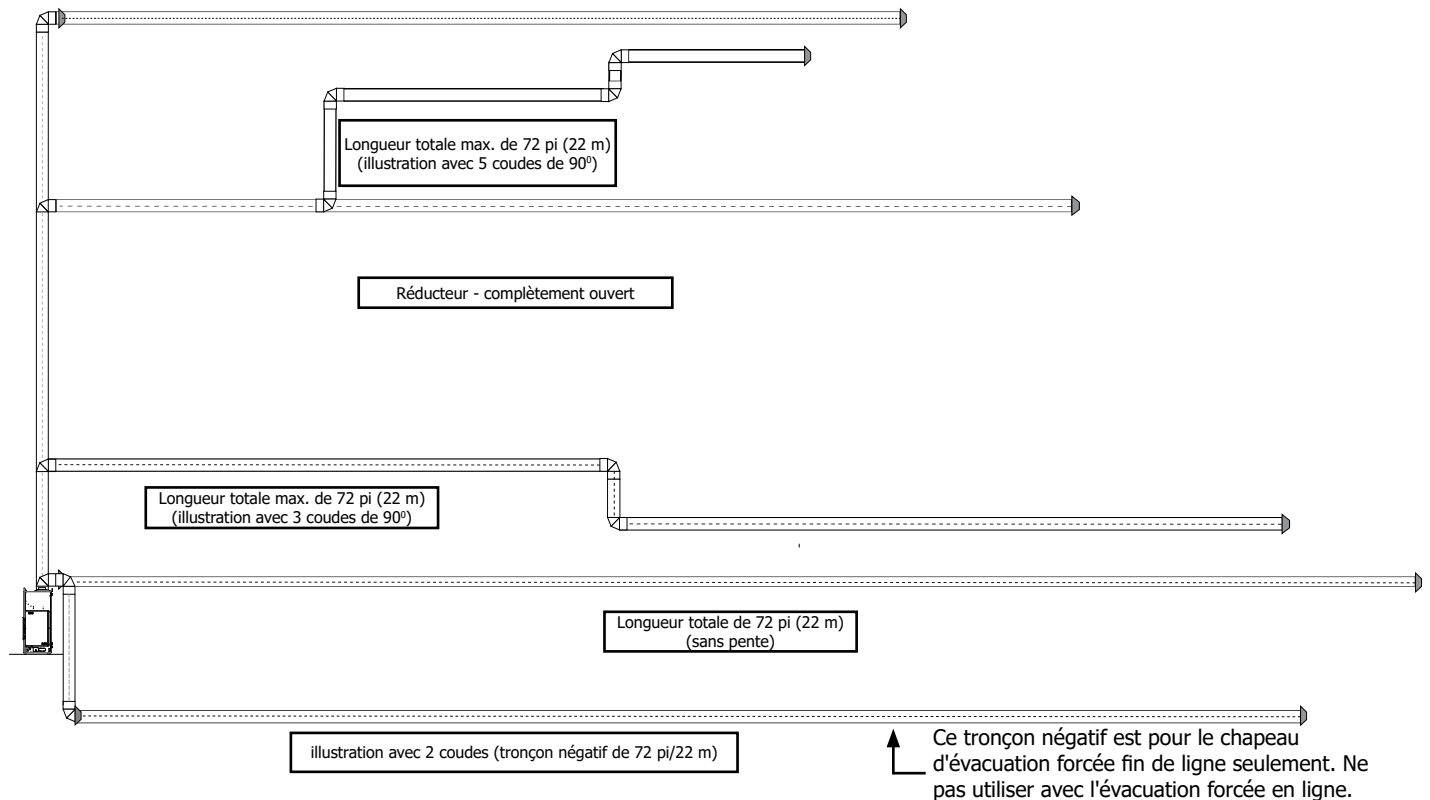 Longueur totale max. de 72 pi (22 m)
(illustration avec 5 coudes de 90⁰)
Réducteur - complètement ouvert
Longueur totale max. de 72 pi (22 m)
(illustration avec 3 coudes de 90⁰)
Longueur totale de 72 pi (22 m)
(sans pente)
illustration avec 2 coudes (tronçon négatif de 72 pi/22 m)
Ce tronçon négatif est pour le chapeau
d'évacuation forcée fin de ligne seulement. Ne
pas utiliser avec l'évacuation forcée en ligne.